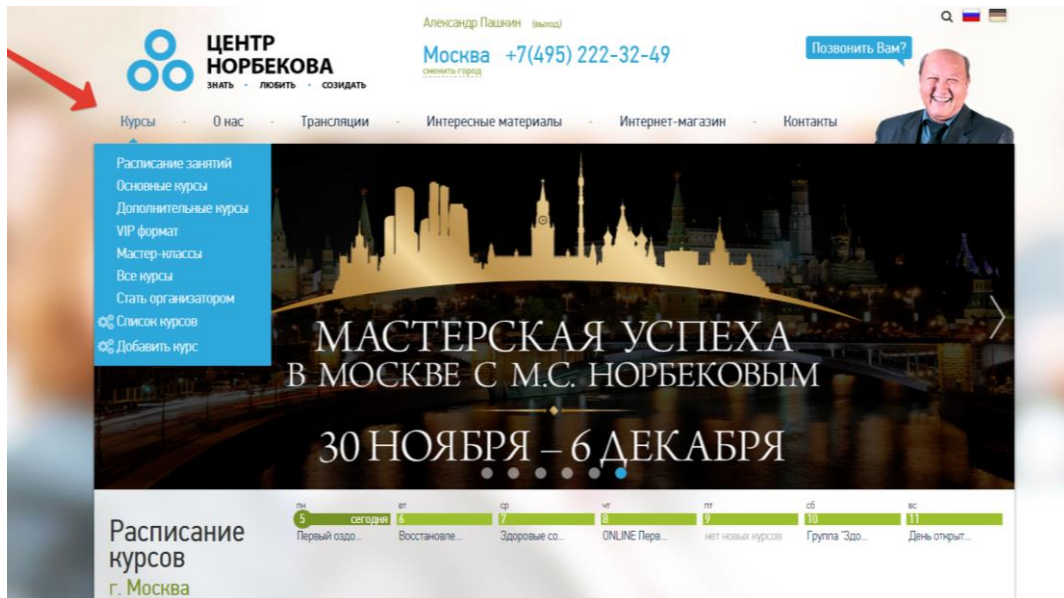 Александр Пашкин (выход)
ЦЕНТР
НОРБЕКОВА
ЗНАТЬ · ЛЮБИТЬ · СОЗИДАТЬ
Москва +7(495) 222-32-49
сменить город
Позвонить Вам?
Курсы · О нас · Трансляции · Интересные материалы · Интернет-магазин · Контакты
Расписание занятий
Основные курсы
Дополнительные курсы
VIP формат
Мастер-классы
Все курсы
Стать организатором
Список курсов
Добавить курс
МАСТЕРСКАЯ УСПЕХА
В МОСКВЕ С М.С. НОРБЕКОВЫМ
30 НОЯБРЯ – 6 ДЕКАБРЯ
Расписание
курсов
г. Москва
пн вт ср чт пт сб вс
5 сегодня 6 7 8 9 10 11
Первый оздо... Восстановле... Здоровые со... ONLINE Перв... нет новых курсов Группа "Здо... День открыт...